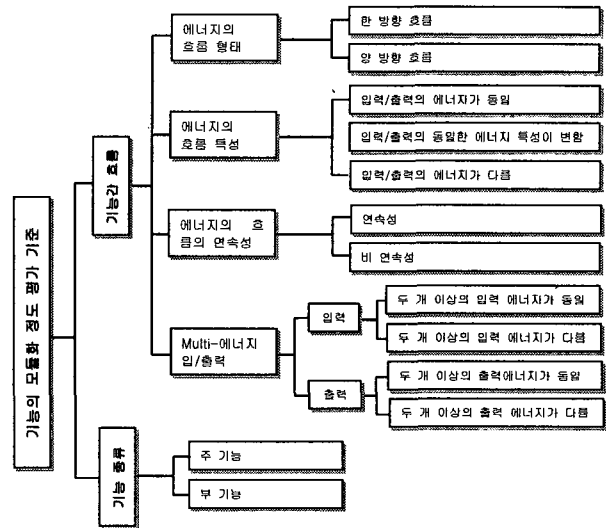 기능의 모듈화 정도 평가 기준
기능간 흐름
에너지의
흐름 형태
한 방향 흐름
양 방향 흐름
에너지의
흐름 특성
입력/출력의 에너지가 동일
입력/출력의 동일한 에너지 특성이 변함
입력/출력의 에너지가 다름
에너지의 흐
름의 연속성
연속성
비 연속성
Multi-에너지
입/출력
입력
두 개 이상의 입력 에너지가 동일
두 개 이상의 입력 에너지가 다름
출력
두 개 이상의 출력에너지가 동일
두 개 이상의 출력 에너지가 다름
기능 종류
주 기능
부 기능